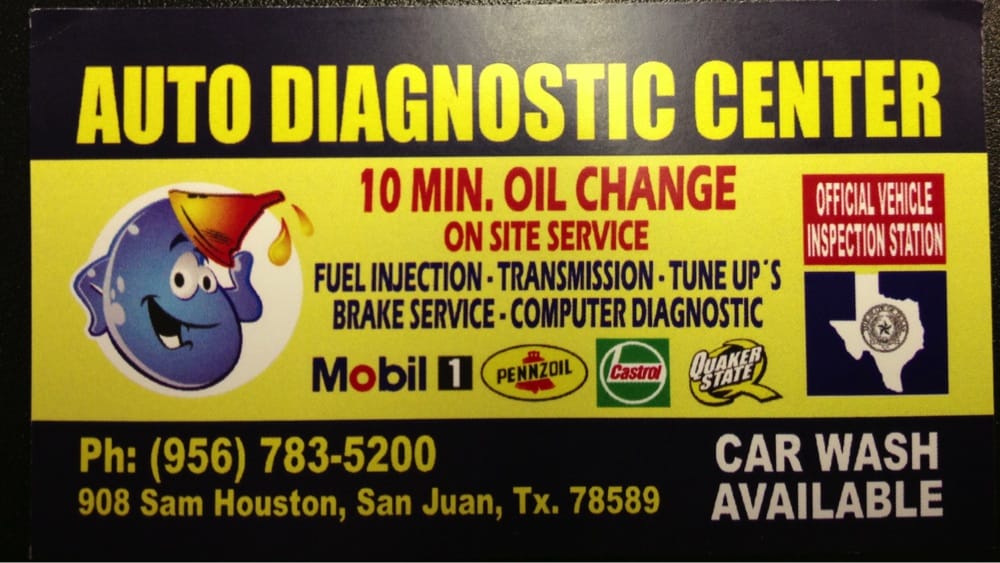 AUTO DIAGNOSTIC CENTER
10 MIN. OIL CHANGE
ON SITE SERVICE
FUEL INJECTION - TRANSMISSION - TUNE UP´S
BRAKE SERVICE - COMPUTER DIAGNOSTIC
OFFICIAL VEHICLE
INSPECTION STATION
Mobil 1
PENNZOIL
Castrol
QUAKER
STATE
Ph: (956) 783-5200
908 Sam Houston, San Juan, Tx. 78589
CAR WASH
AVAILABLE